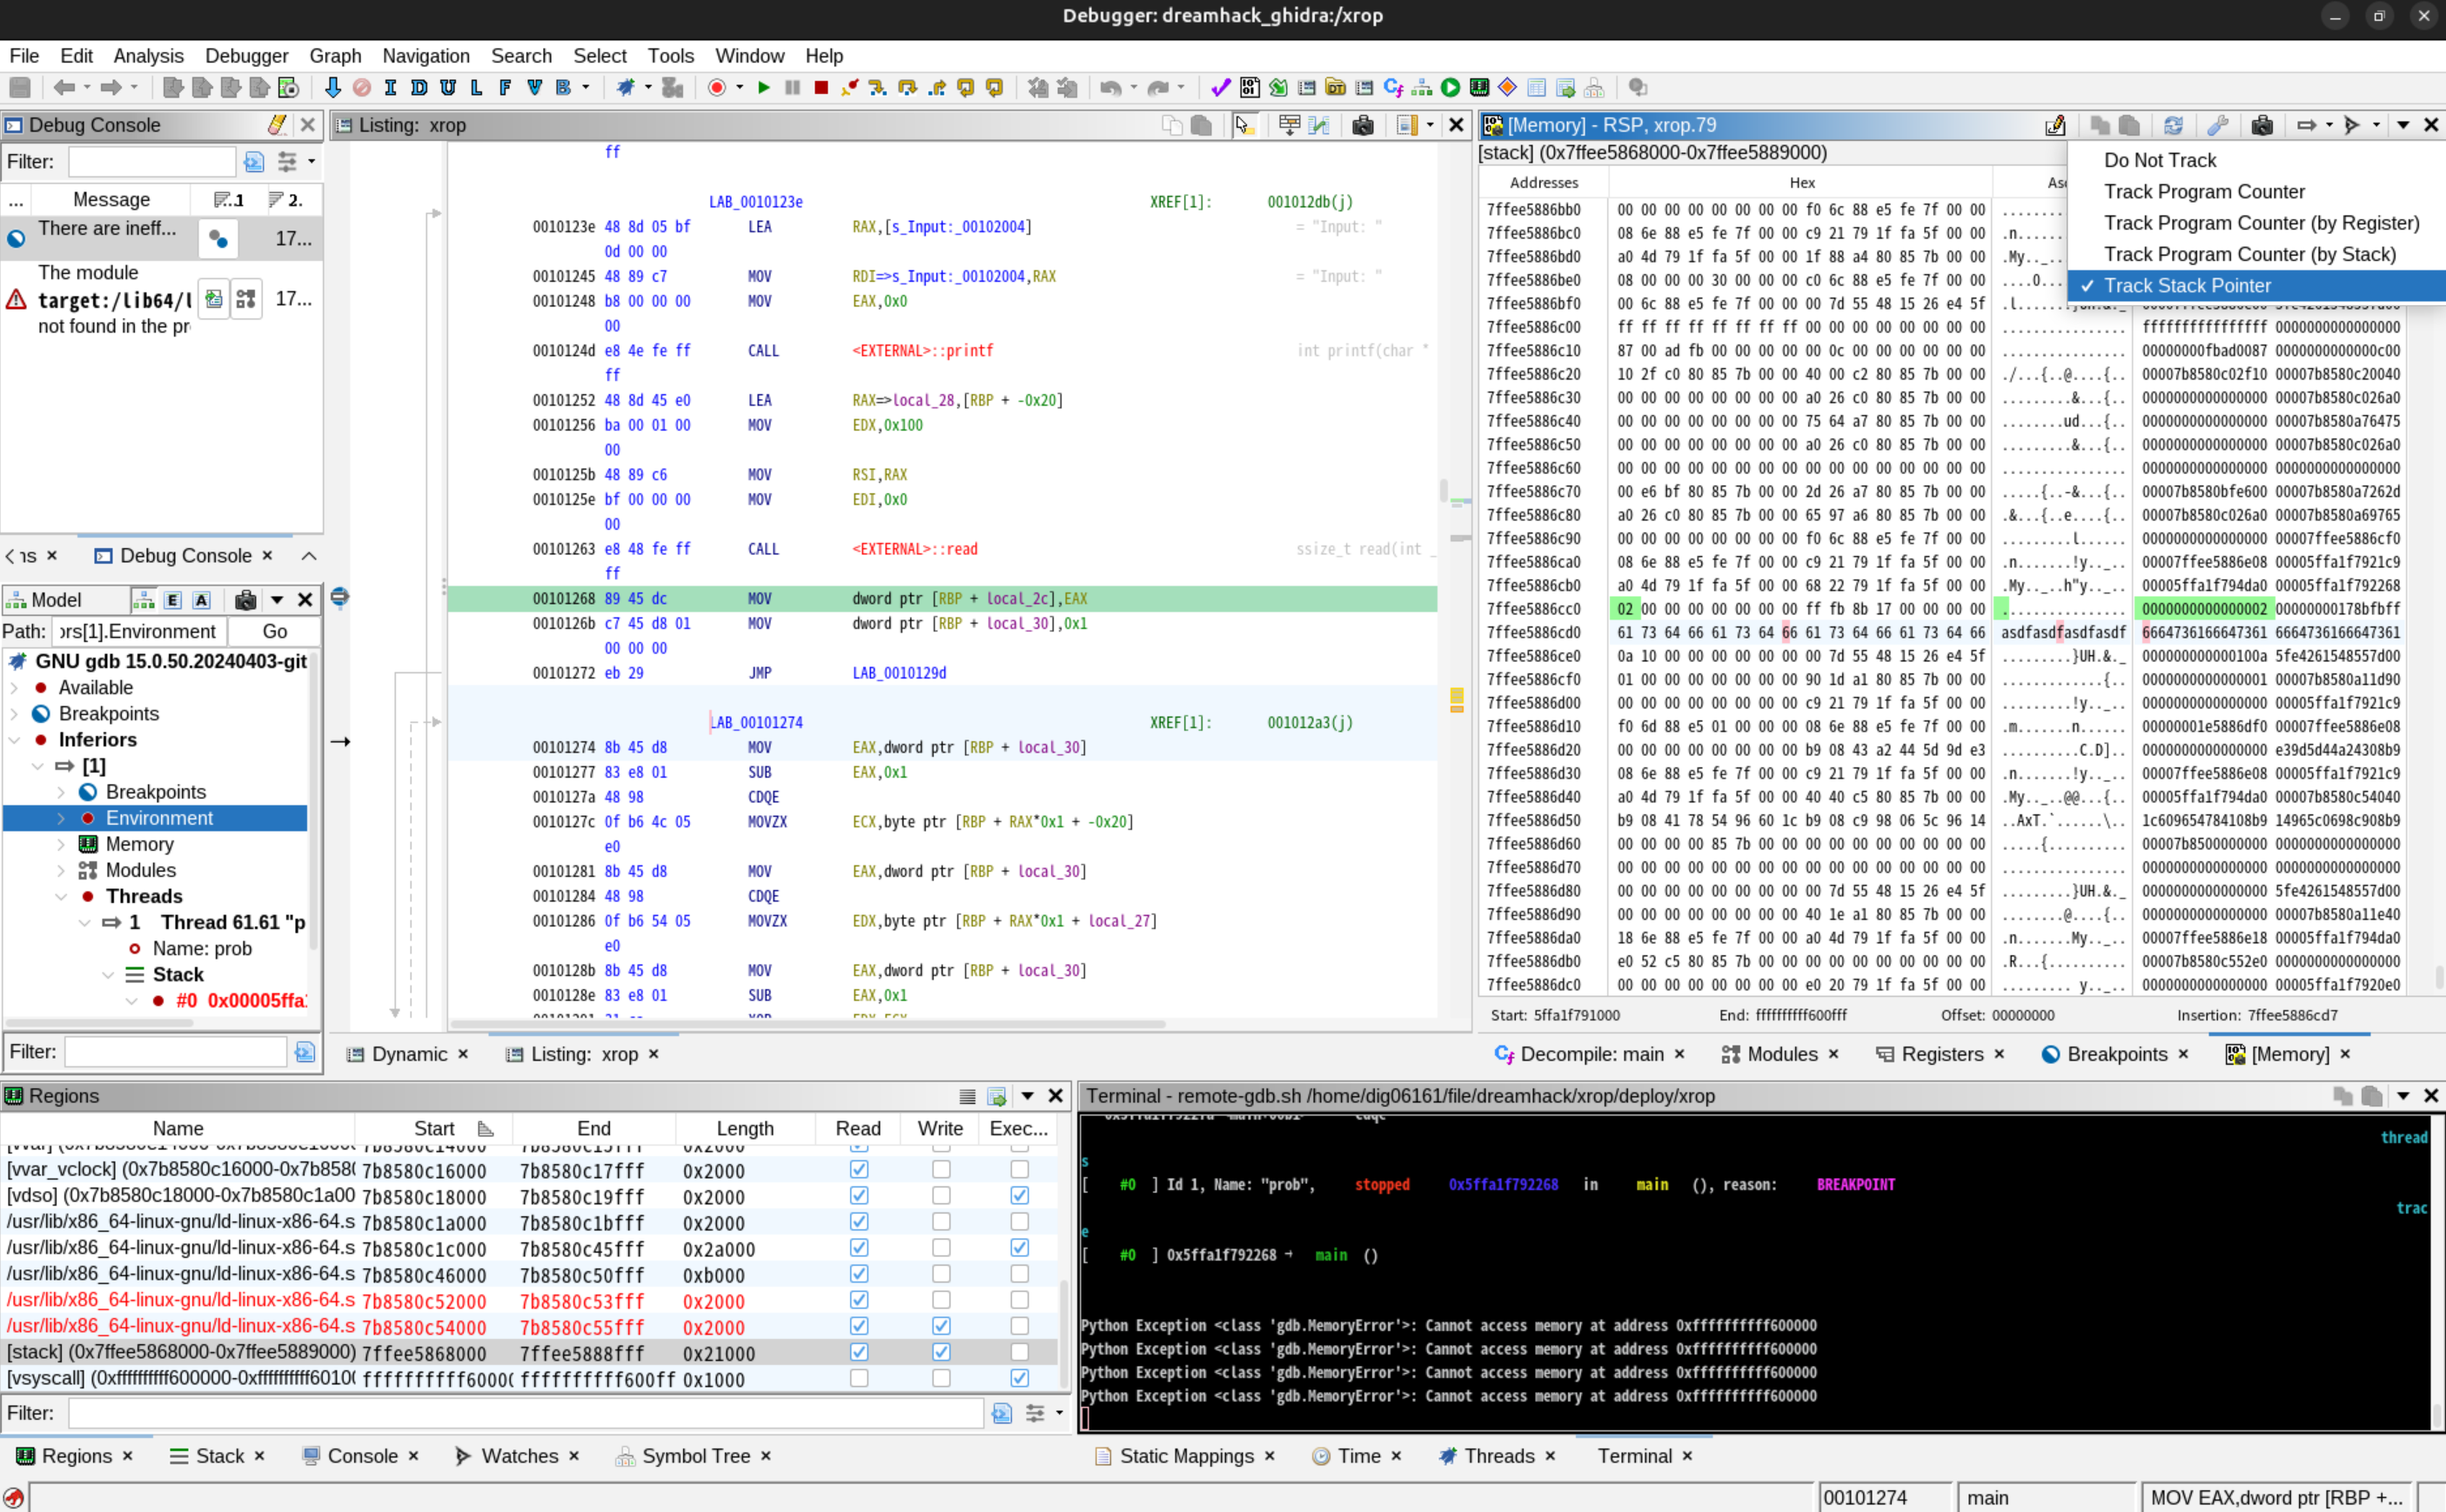 Debugger: dreamhack_ghidra:/xrop
File Edit Analysis Debugger Graph Navigation Search Select Tools Window Help
I D U L F V B
Debug Console
Filter:
... Message 1 2.
There are ineff... 17...
The module
target:/lib64/l 17...
not found in the pr
ns × Debug Console ×
Model E A
Path: ors[1].Environment Go
GNU gdb 15.0.50.20240403-git
Available
Breakpoints
Inferiors
[1]
Breakpoints
Environment
Memory
Modules
Threads
1 Thread 61.61 "p
Name: prob
Stack
#0 0x00005ffa:
Filter:
Listing: xrop
ff
LAB_0010123e XREF[1]: 001012db(j)
0010123e 48 8d 05 bf LEA RAX,[s_Input:_00102004] = "Input: "
0d 00 00
00101245 48 89 c7 MOV RDI=>s_Input:_00102004,RAX = "Input: "
00101248 b8 00 00 00 MOV EAX,0x0
00
0010124d e8 4e fe ff CALL <EXTERNAL>::printf int printf(char *
ff
00101252 48 8d 45 e0 LEA RAX=>local_28,[RBP + -0x20]
00101256 ba 00 01 00 MOV EDX,0x100
00
0010125b 48 89 c6 MOV RSI,RAX
0010125e bf 00 00 00 MOV EDI,0x0
00
00101263 e8 48 fe ff CALL <EXTERNAL>::read ssize_t read(int _
ff
00101268 89 45 dc MOV dword ptr [RBP + local_2c],EAX
0010126b c7 45 d8 01 MOV dword ptr [RBP + local_30],0x1
00 00 00
00101272 eb 29 JMP LAB_0010129d
LAB_00101274 XREF[1]: 001012a3(j)
00101274 8b 45 d8 MOV EAX,dword ptr [RBP + local_30]
00101277 83 e8 01 SUB EAX,0x1
0010127a 48 98 CDQE
0010127c 0f b6 4c 05 MOVZX ECX,byte ptr [RBP + RAX*0x1 + -0x20]
e0
00101281 8b 45 d8 MOV EAX,dword ptr [RBP + local_30]
00101284 48 98 CDQE
00101286 0f b6 54 05 MOVZX EDX,byte ptr [RBP + RAX*0x1 + local_27]
e0
0010128b 8b 45 d8 MOV EAX,dword ptr [RBP + local_30]
0010128e 83 e8 01 SUB EAX,0x1
Dynamic × Listing: xrop ×
[Memory] - RSP, xrop.79
[stack] (0x7ffee5868000-0x7ffee5889000)
Do Not Track
Track Program Counter
Track Program Counter (by Register)
Track Program Counter (by Stack)
✓ Track Stack Pointer
Addresses Hex Asc
7ffee5886bb0 00 00 00 00 00 00 00 00 f0 6c 88 e5 fe 7f 00 00 ........
7ffee5886bc0 08 6e 88 e5 fe 7f 00 00 c9 21 79 1f fa 5f 00 00 .n......
7ffee5886bd0 a0 4d 79 1f fa 5f 00 00 1f 88 a4 80 85 7b 00 00 .My.._..
7ffee5886be0 08 00 00 00 30 00 00 00 c0 6c 88 e5 fe 7f 00 00 ....0...
7ffee5886bf0 00 6c 88 e5 fe 7f 00 00 00 7d 55 48 15 26 e4 5f
7ffee5886c00 ff ff ff ff ff ff ff ff 00 00 00 00 00 00 00 00 ................ ffffffffffffffff 0000000000000000
7ffee5886c10 87 00 ad fb 00 00 00 00 00 0c 00 00 00 00 00 00 ................ 00000000fbad0087 0000000000000c00
7ffee5886c20 10 2f c0 80 85 7b 00 00 40 00 c2 80 85 7b 00 00 ./...{..@....{.. 00007b8580c02f10 00007b8580c20040
7ffee5886c30 00 00 00 00 00 00 00 00 a0 26 c0 80 85 7b 00 00 .........&...{.. 0000000000000000 00007b8580c026a0
7ffee5886c40 00 00 00 00 00 00 00 00 75 64 a7 80 85 7b 00 00 ........ud...{.. 0000000000000000 00007b8580a76475
7ffee5886c50 00 00 00 00 00 00 00 00 a0 26 c0 80 85 7b 00 00 .........&...{.. 0000000000000000 00007b8580c026a0
7ffee5886c60 00 00 00 00 00 00 00 00 00 00 00 00 00 00 00 00 ................ 0000000000000000 0000000000000000
7ffee5886c70 00 e6 bf 80 85 7b 00 00 2d 26 a7 80 85 7b 00 00 .....{..-&...{.. 00007b8580bfe600 00007b8580a7262d
7ffee5886c80 a0 26 c0 80 85 7b 00 00 65 97 a6 80 85 7b 00 00 .&...{..e....{.. 00007b8580c026a0 00007b8580a69765
7ffee5886c90 00 00 00 00 00 00 00 00 f0 6c 88 e5 fe 7f 00 00 .........l...... 0000000000000000 00007ffee5886cf0
7ffee5886ca0 08 6e 88 e5 fe 7f 00 00 c9 21 79 1f fa 5f 00 00 .n.......!y.._.. 00007ffee5886e08 00005ffa1f7921c9
7ffee5886cb0 a0 4d 79 1f fa 5f 00 00 68 22 79 1f fa 5f 00 00 .My.._..h"y.._.. 00005ffa1f794da0 00005ffa1f792268
7ffee5886cc0 02 00 00 00 00 00 00 00 ff fb 8b 17 00 00 00 00 ................ 0000000000000002 00000000178bfbff
7ffee5886cd0 61 73 64 66 61 73 64 66 61 73 64 66 61 73 64 66 asdfasdfasdfasdf 6664736166647361 6664736166647361
7ffee5886ce0 0a 10 00 00 00 00 00 00 00 7d 55 48 15 26 e4 5f .........}UH.&._ 000000000000100a 5fe4261548557d00
7ffee5886cf0 01 00 00 00 00 00 00 00 90 1d a1 80 85 7b 00 00 .............{.. 0000000000000001 00007b8580a11d90
7ffee5886d00 00 00 00 00 00 00 00 00 c9 21 79 1f fa 5f 00 00 .........!y.._.. 0000000000000000 00005ffa1f7921c9
7ffee5886d10 f0 6d 88 e5 01 00 00 00 08 6e 88 e5 fe 7f 00 00 .m.......n...... 00000001e5886df0 00007ffee5886e08
7ffee5886d20 00 00 00 00 00 00 00 00 b9 08 43 a2 44 5d 9d e3 ..........C.D].. 0000000000000000 e39d5d44a24308b9
7ffee5886d30 08 6e 88 e5 fe 7f 00 00 c9 21 79 1f fa 5f 00 00 .n.......!y.._.. 00007ffee5886e08 00005ffa1f7921c9
7ffee5886d40 a0 4d 79 1f fa 5f 00 00 40 40 c5 80 85 7b 00 00 .My.._..@@...{.. 00005ffa1f794da0 00007b8580c54040
7ffee5886d50 b9 08 41 78 54 96 60 1c b9 08 c9 98 06 5c 96 14 ..AxT.`......\.. 1c609654784108b9 14965c0698c908b9
7ffee5886d60 00 00 00 00 85 7b 00 00 00 00 00 00 00 00 00 00 .....{.......... 00007b8500000000 0000000000000000
7ffee5886d70 00 00 00 00 00 00 00 00 00 00 00 00 00 00 00 00 ................ 0000000000000000 0000000000000000
7ffee5886d80 00 00 00 00 00 00 00 00 00 7d 55 48 15 26 e4 5f .........}UH.&._ 0000000000000000 5fe4261548557d00
7ffee5886d90 00 00 00 00 00 00 00 00 40 1e a1 80 85 7b 00 00 ........@....{.. 0000000000000000 00007b8580a11e40
7ffee5886da0 18 6e 88 e5 fe 7f 00 00 a0 4d 79 1f fa 5f 00 00 .n.......My.._.. 00007ffee5886e18 00005ffa1f794da0
7ffee5886db0 e0 52 c5 80 85 7b 00 00 00 00 00 00 00 00 00 00 .R...{.......... 00007b8580c552e0 0000000000000000
7ffee5886dc0 00 00 00 00 00 00 00 00 e0 20 79 1f fa 5f 00 00 ......... y.._.. 0000000000000000 00005ffa1f7920e0
Start: 5ffa1f791000 End: ffffffffff600fff Offset: 00000000 Insertion: 7ffee5886cd7
Decompile: main × Modules × Registers × Breakpoints × [Memory] ×
Regions
Name Start End Length Read Write Exec...
[vvar_vclock] (0x7b8580c16000-0x7b8580 7b8580c16000 7b8580c17fff 0x2000
[vdso] (0x7b8580c18000-0x7b8580c1a00 7b8580c18000 7b8580c19fff 0x2000
/usr/lib/x86_64-linux-gnu/ld-linux-x86-64.s 7b8580c1a000 7b8580c1bfff 0x2000
/usr/lib/x86_64-linux-gnu/ld-linux-x86-64.s 7b8580c1c000 7b8580c45fff 0x2a000
/usr/lib/x86_64-linux-gnu/ld-linux-x86-64.s 7b8580c46000 7b8580c50fff 0xb000
/usr/lib/x86_64-linux-gnu/ld-linux-x86-64.s 7b8580c52000 7b8580c53fff 0x2000
/usr/lib/x86_64-linux-gnu/ld-linux-x86-64.s 7b8580c54000 7b8580c55fff 0x2000
[stack] (0x7ffee5868000-0x7ffee5889000) 7ffee5868000 7ffee5888fff 0x21000
[vsyscall] (0xffffffffff600000-0xffffffffff6010( ffffffffff6000( ffffffffff600ff 0x1000
Filter:
Regions × Stack × Console × Watches × Symbol Tree ×
Terminal - remote-gdb.sh /home/dig06161/file/dreamhack/xrop/deploy/xrop
thread
s
[ #0 ] Id 1, Name: "prob", stopped 0x5ffa1f792268 in main (), reason: BREAKPOINT
trac
e
[ #0 ] 0x5ffa1f792268 → main ()
Python Exception <class 'gdb.MemoryError'>: Cannot access memory at address 0xffffffffff600000
Python Exception <class 'gdb.MemoryError'>: Cannot access memory at address 0xffffffffff600000
Python Exception <class 'gdb.MemoryError'>: Cannot access memory at address 0xffffffffff600000
Python Exception <class 'gdb.MemoryError'>: Cannot access memory at address 0xffffffffff600000
Static Mappings × Time × Threads × Terminal ×
00101274 main MOV EAX,dword ptr [RBP +...